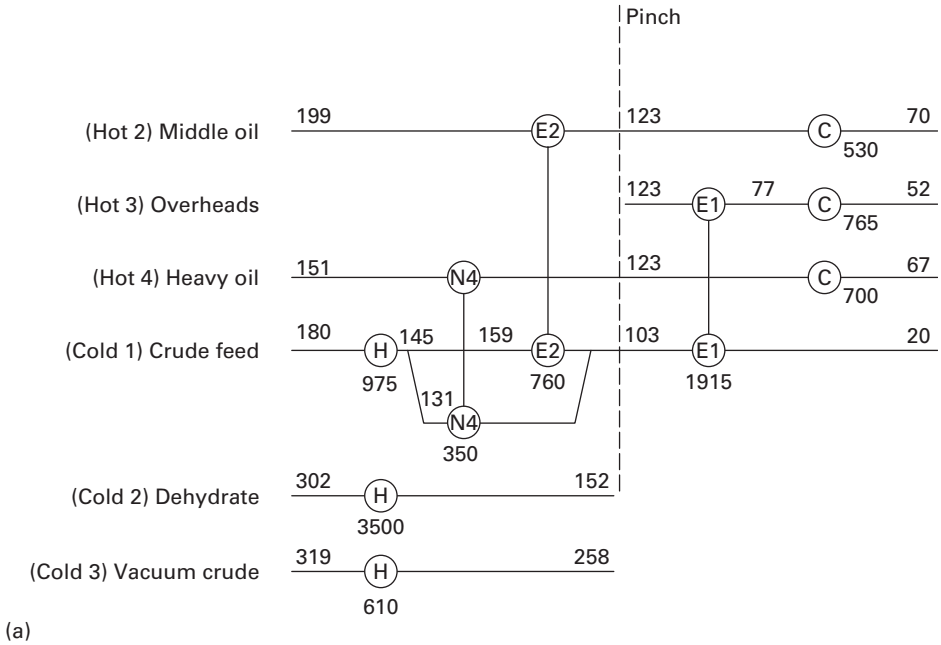 Pinch
(Hot 2) Middle oil 199 E2 123 C 70
530
(Hot 3) Overheads 123 E1 77 C 52
765
(Hot 4) Heavy oil 151 N4 123 C 67
700
(Cold 1) Crude feed 180 H 145 159 E2 103 E1 20
975 760 1915
131 N4
350
(Cold 2) Dehydrate 302 H 152
3500
(Cold 3) Vacuum crude 319 H 258
610
(a)